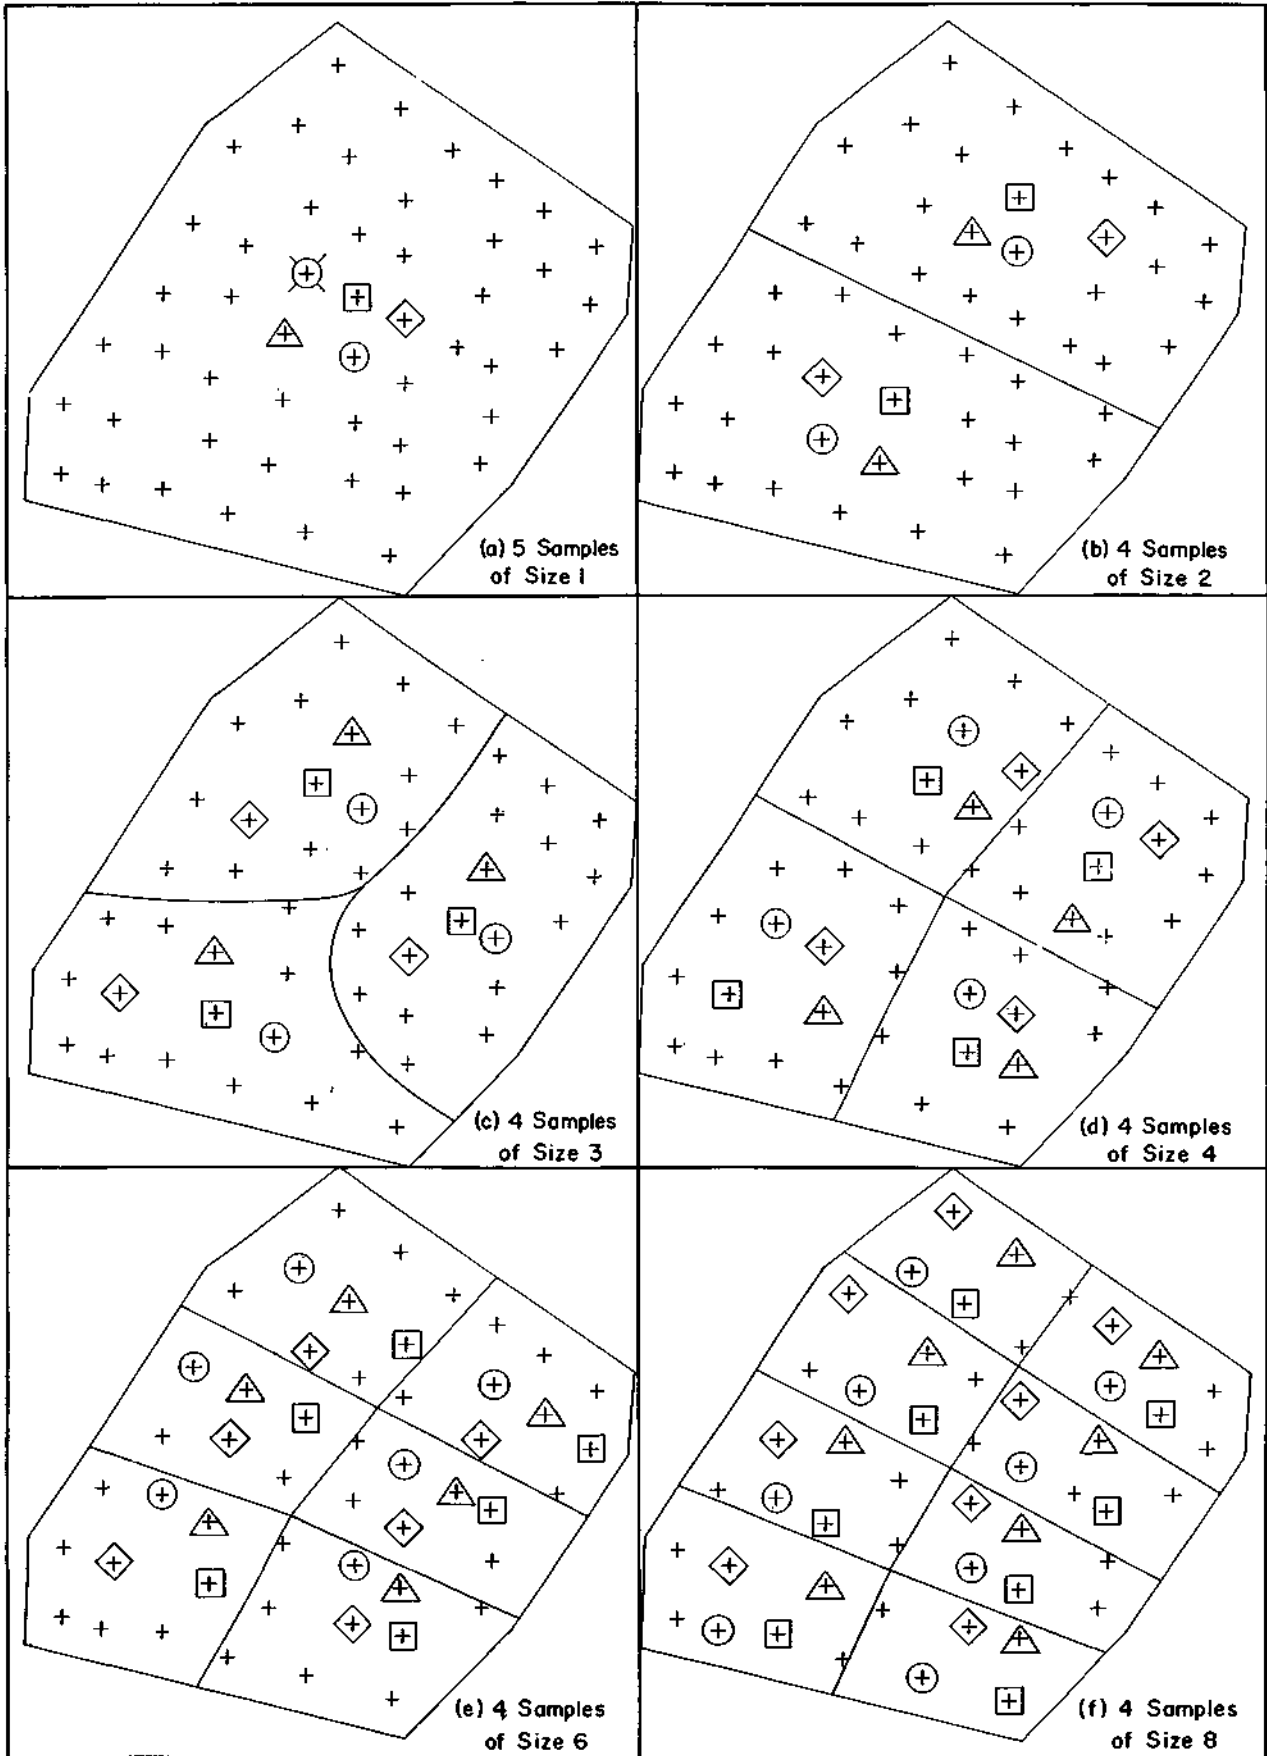 (a) 5 Samples
of Size 1
(b) 4 Samples
of Size 2
(c) 4 Samples
of Size 3
(d) 4 Samples
of Size 4
(e) 4 Samples
of Size 6
(f) 4 Samples
of Size 8